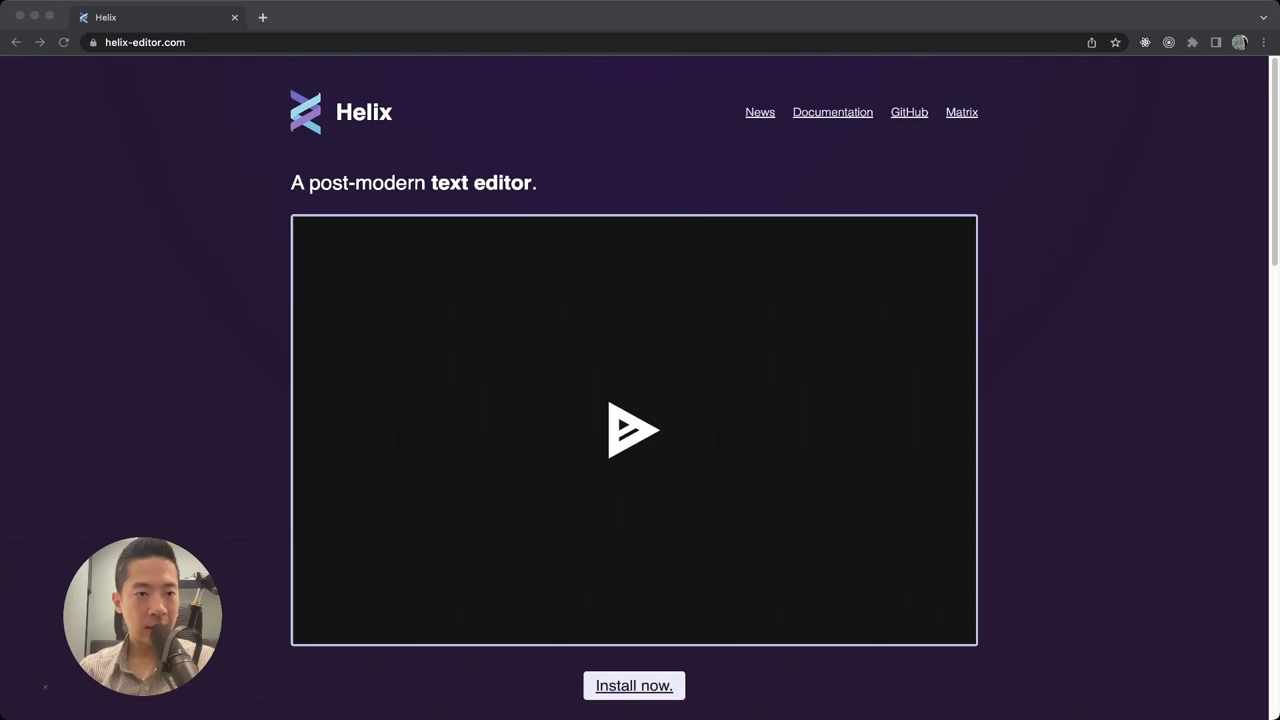 Helix
helix-editor.com
Helix
News Documentation GitHub Matrix
A post-modern text editor.
Install now.